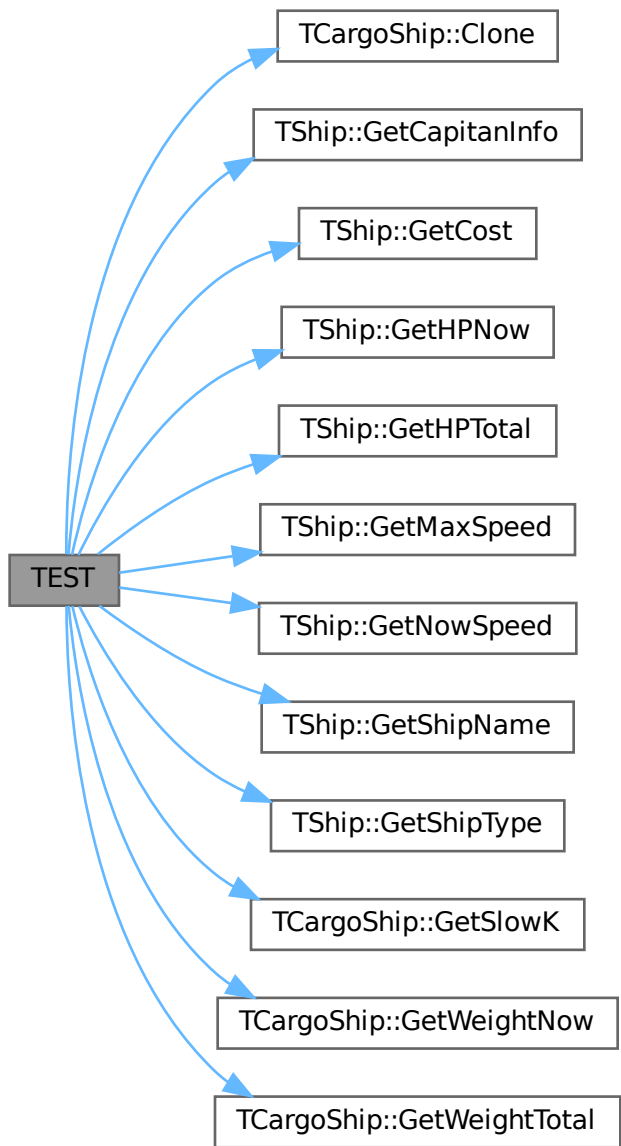 TCargoShip::Clone
TShip::GetCapitanInfo
TShip::GetCost
TShip::GetHPNow
TShip::GetHPTotal
TShip::GetMaxSpeed
TEST
TShip::GetNowSpeed
TShip::GetShipName
TShip::GetShipType
TCargoShip::GetSlowK
TCargoShip::GetWeightNow
TCargoShip::GetWeightTotal